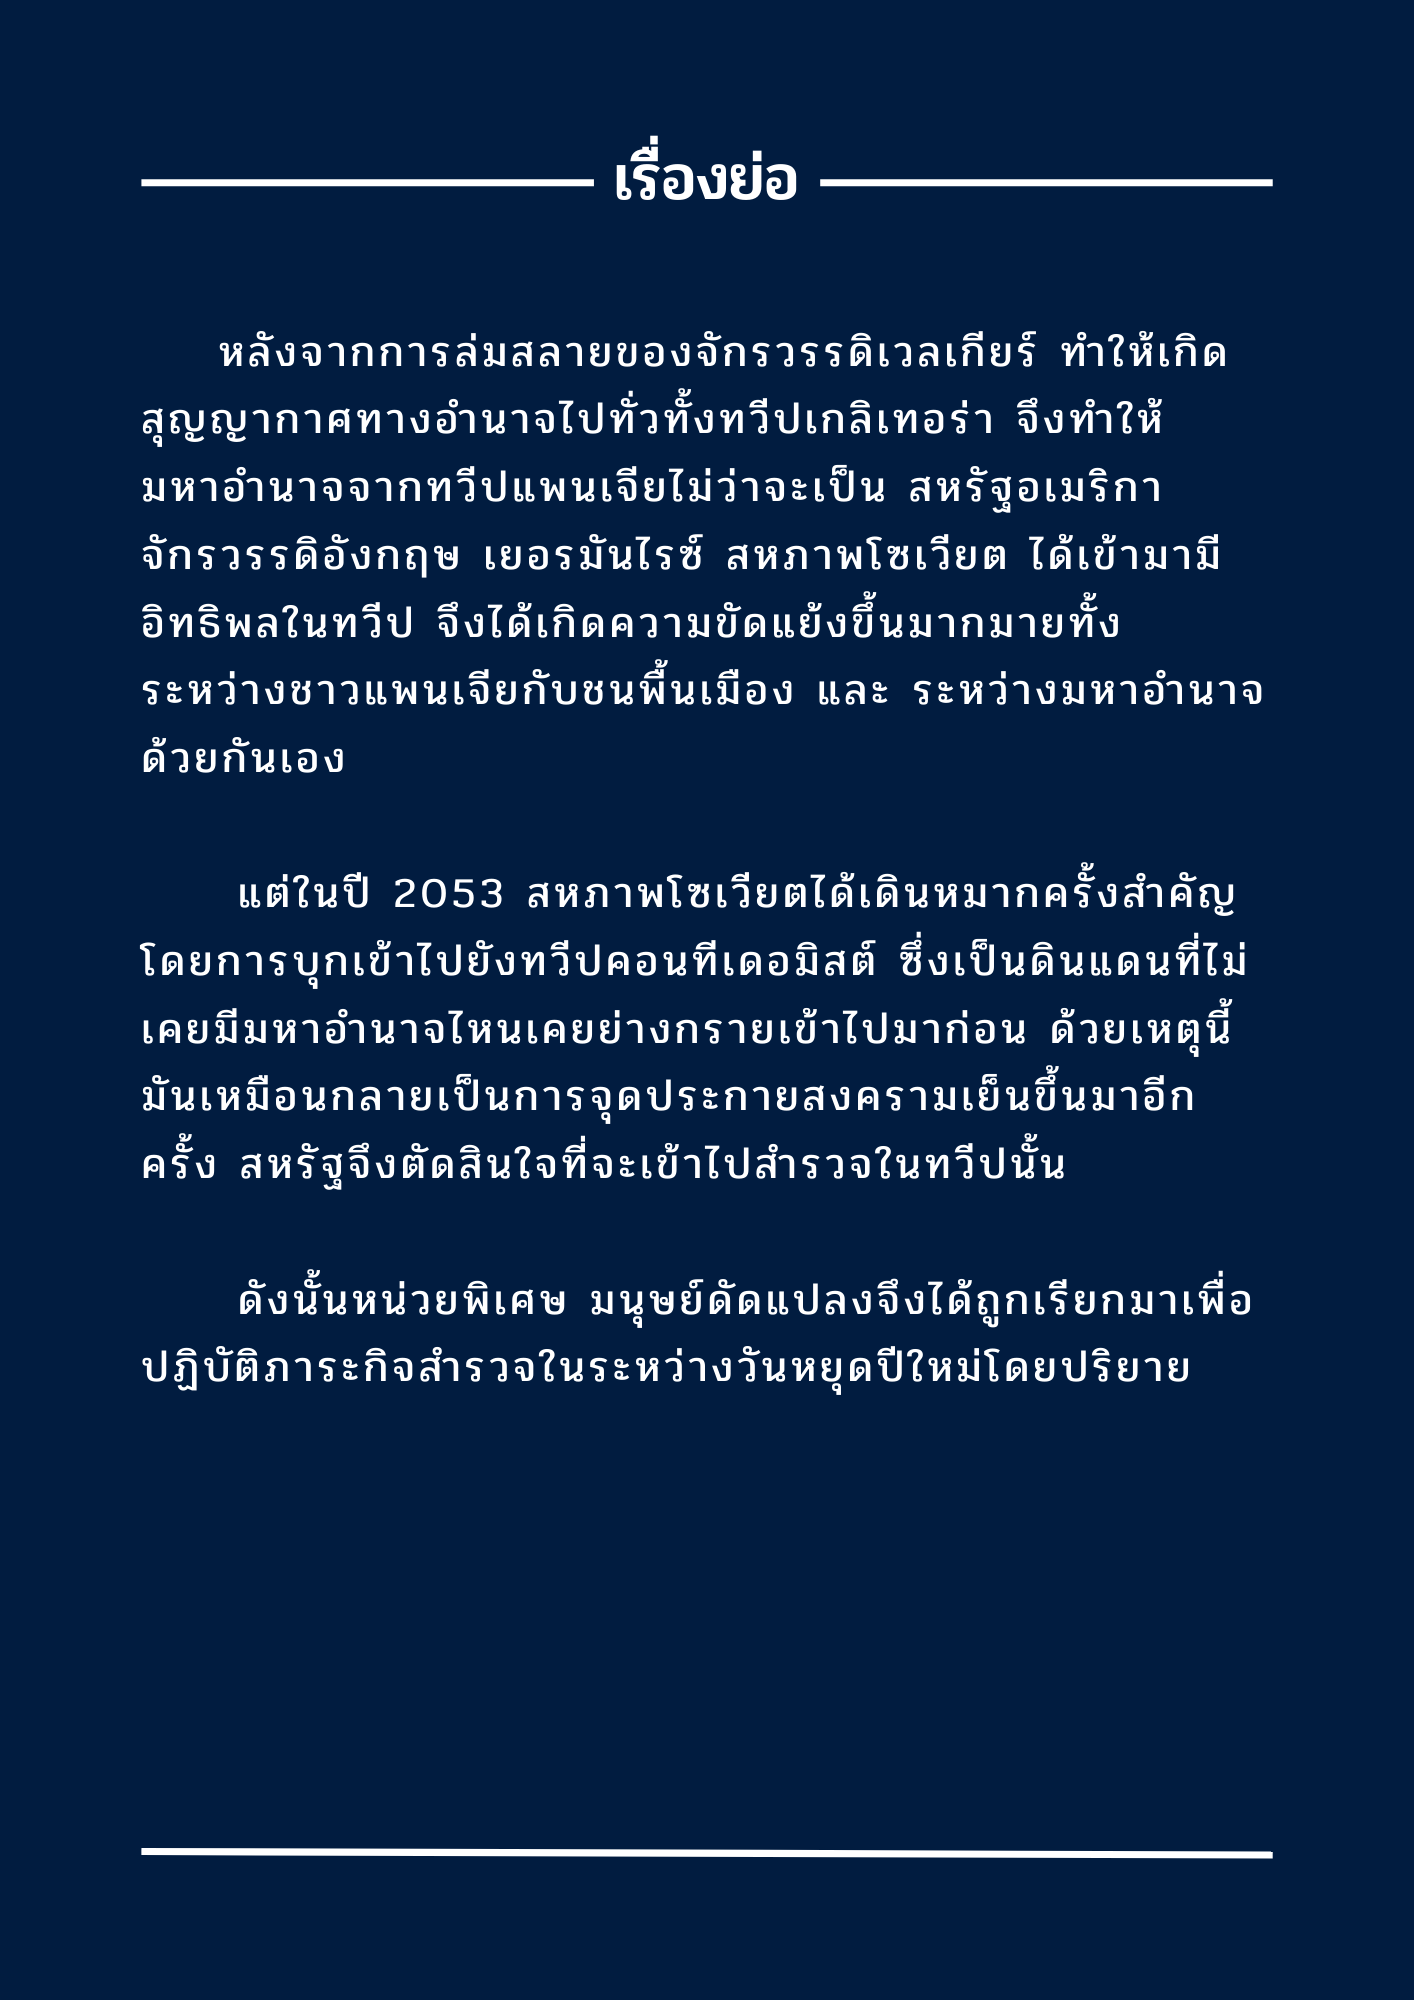 เรื่องย่อ
หลังจากการล่มสลายของจักรวรรดิเวลเกียร์ ทำให้เกิด
สุญญากาศทางอำนาจไปทั่วทั้งทวีปเกลิเทอร่า จึงทำให้
มหาอำนาจจากทวีปแพนเจียไม่ว่าจะเป็น สหรัฐอเมริกา
จักรวรรดิอังกฤษ เยอรมันไรซ์ สหภาพโซเวียต ได้เข้ามามี
อิทธิพลในทวีป จึงได้เกิดความขัดแย้งขึ้นมากมายทั้ง
ระหว่างชาวแพนเจียกับชนพื้นเมือง และ ระหว่างมหาอำนาจ
ด้วยกันเอง
แต่ในปี 2053 สหภาพโซเวียตได้เดินหมากครั้งสำคัญ
โดยการบุกเข้าไปยังทวีปคอนทีเดอมิสต์ ซึ่งเป็นดินแดนที่ไม่
เคยมีมหาอำนาจไหนเคยย่างกรายเข้าไปมาก่อน ด้วยเหตุนี้
มันเหมือนกลายเป็นการจุดประกายสงครามเย็นขึ้นมาอีก
ครั้ง สหรัฐจึงตัดสินใจที่จะเข้าไปสำรวจในทวีปนั้น
ดังนั้นหน่วยพิเศษ มนุษย์ดัดแปลงจึงได้ถูกเรียกมาเพื่อ
ปฏิบัติภาระกิจสำรวจในระหว่างวันหยุดปีใหม่โดยปริยาย